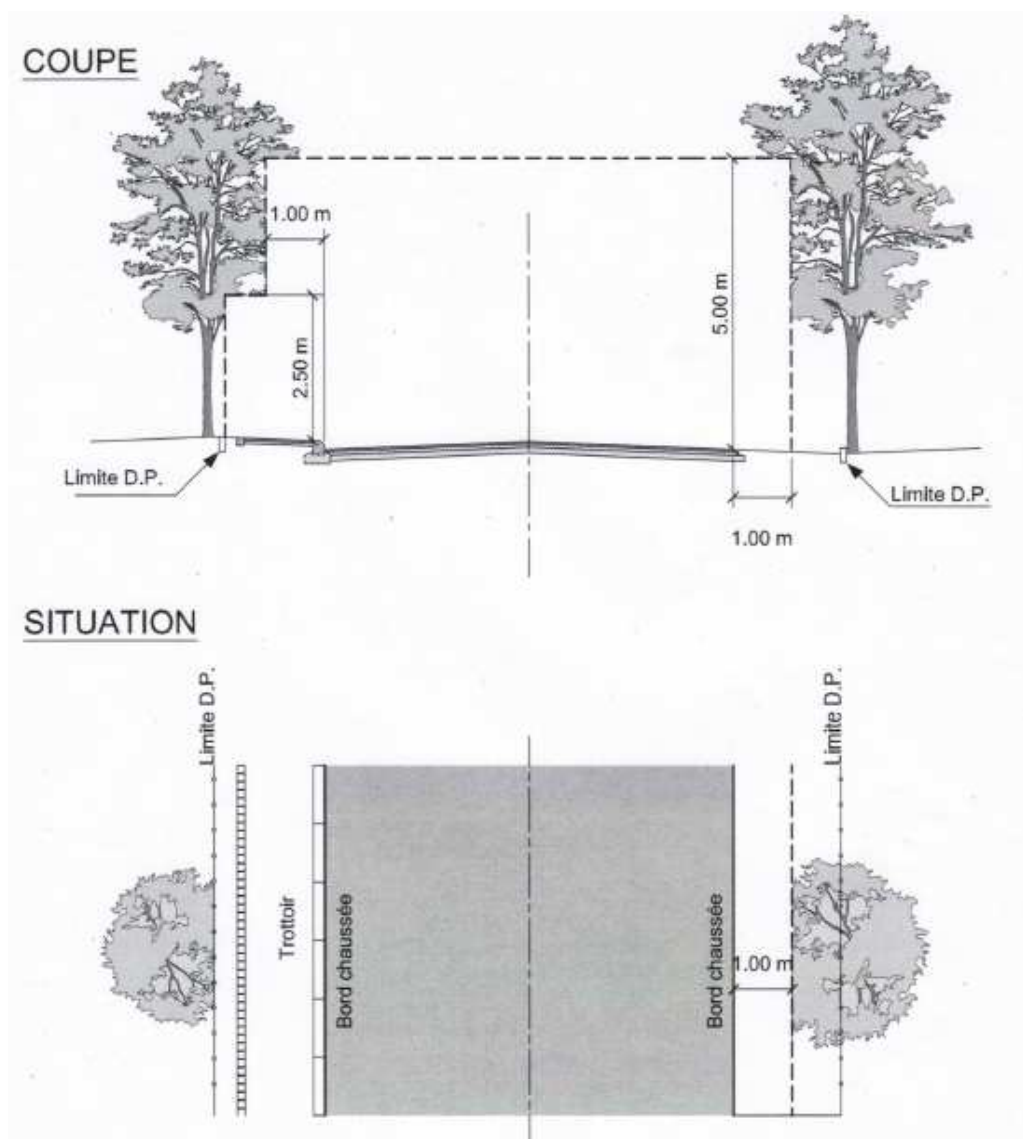 COUPE
1.00 m
5.00 m
2.50 m
Limite D.P.
Limite D.P.
1.00 m
SITUATION
Limite D.P.
Limite D.P.
Trottoir
Bord chaussée
Bord chaussée
1.00 m